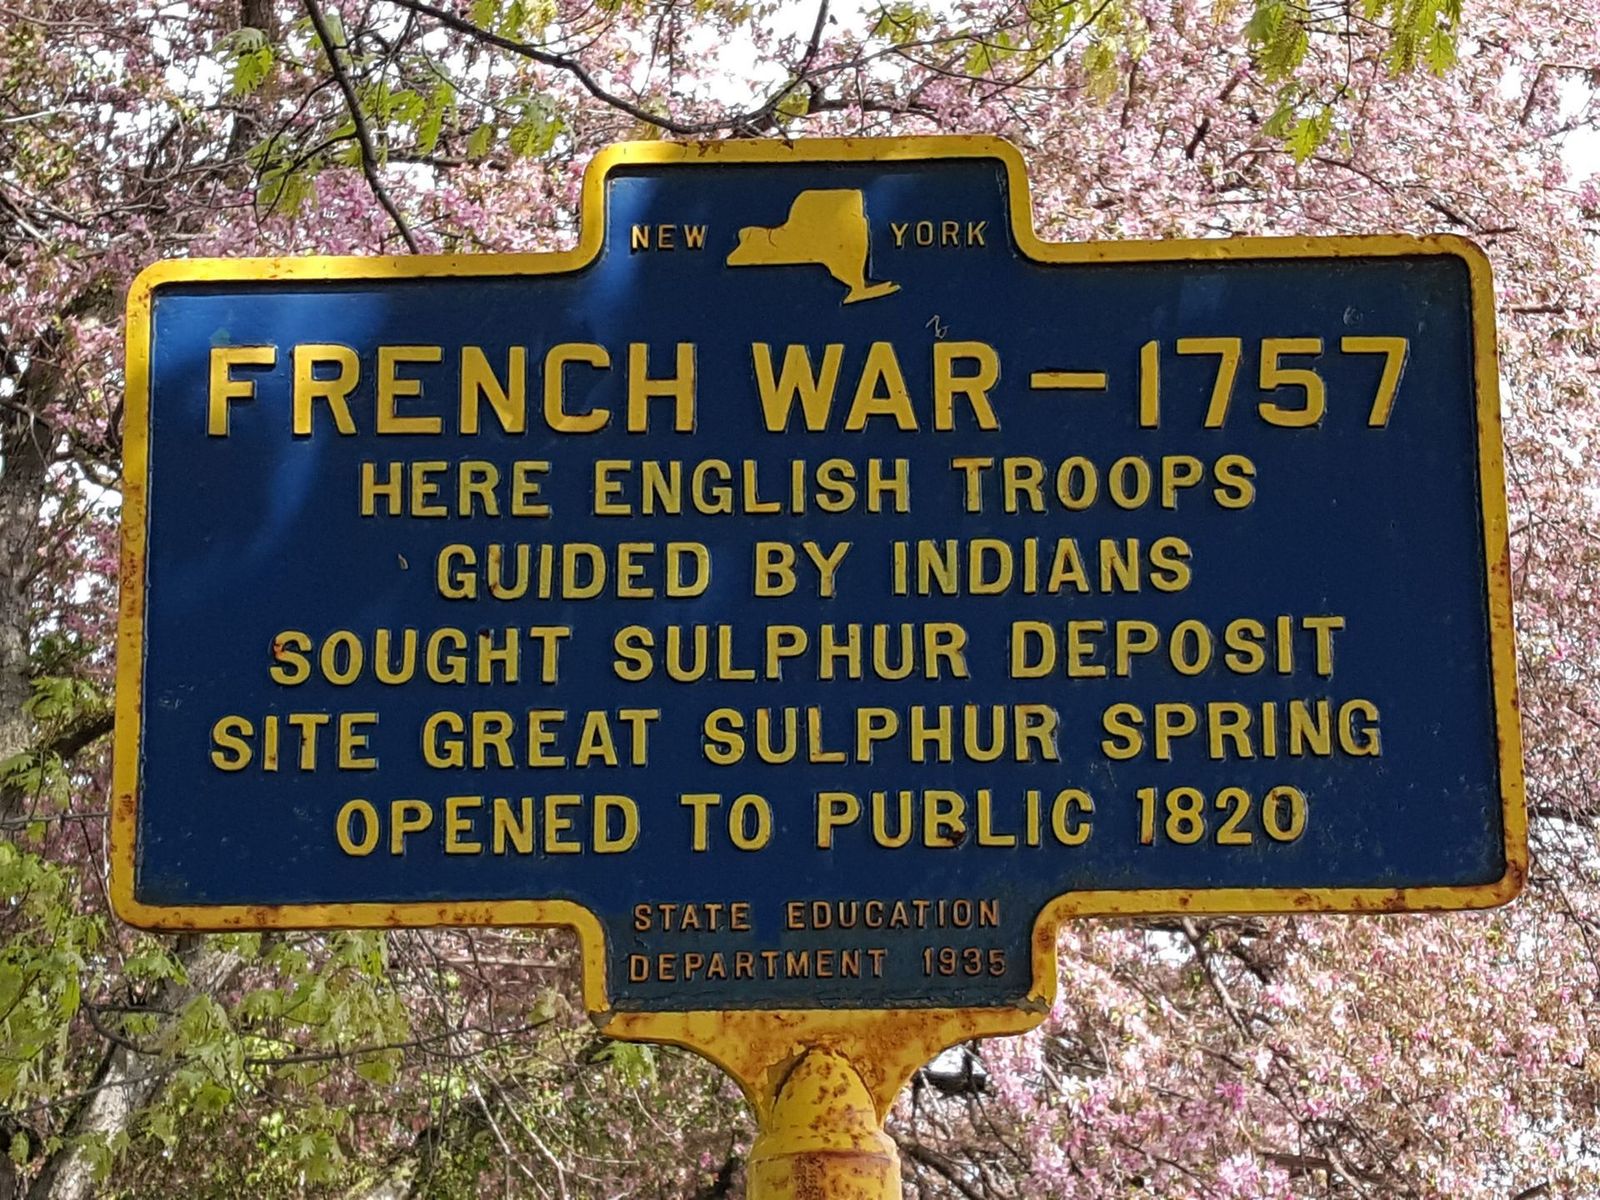 NEW YORK
FRENCH WAR — 1757
HERE ENGLISH TROOPS
GUIDED BY INDIANS
SOUGHT SULPHUR DEPOSIT
SITE GREAT SULPHUR SPRING
OPENED TO PUBLIC 1820
STATE EDUCATION
DEPARTMENT 1935